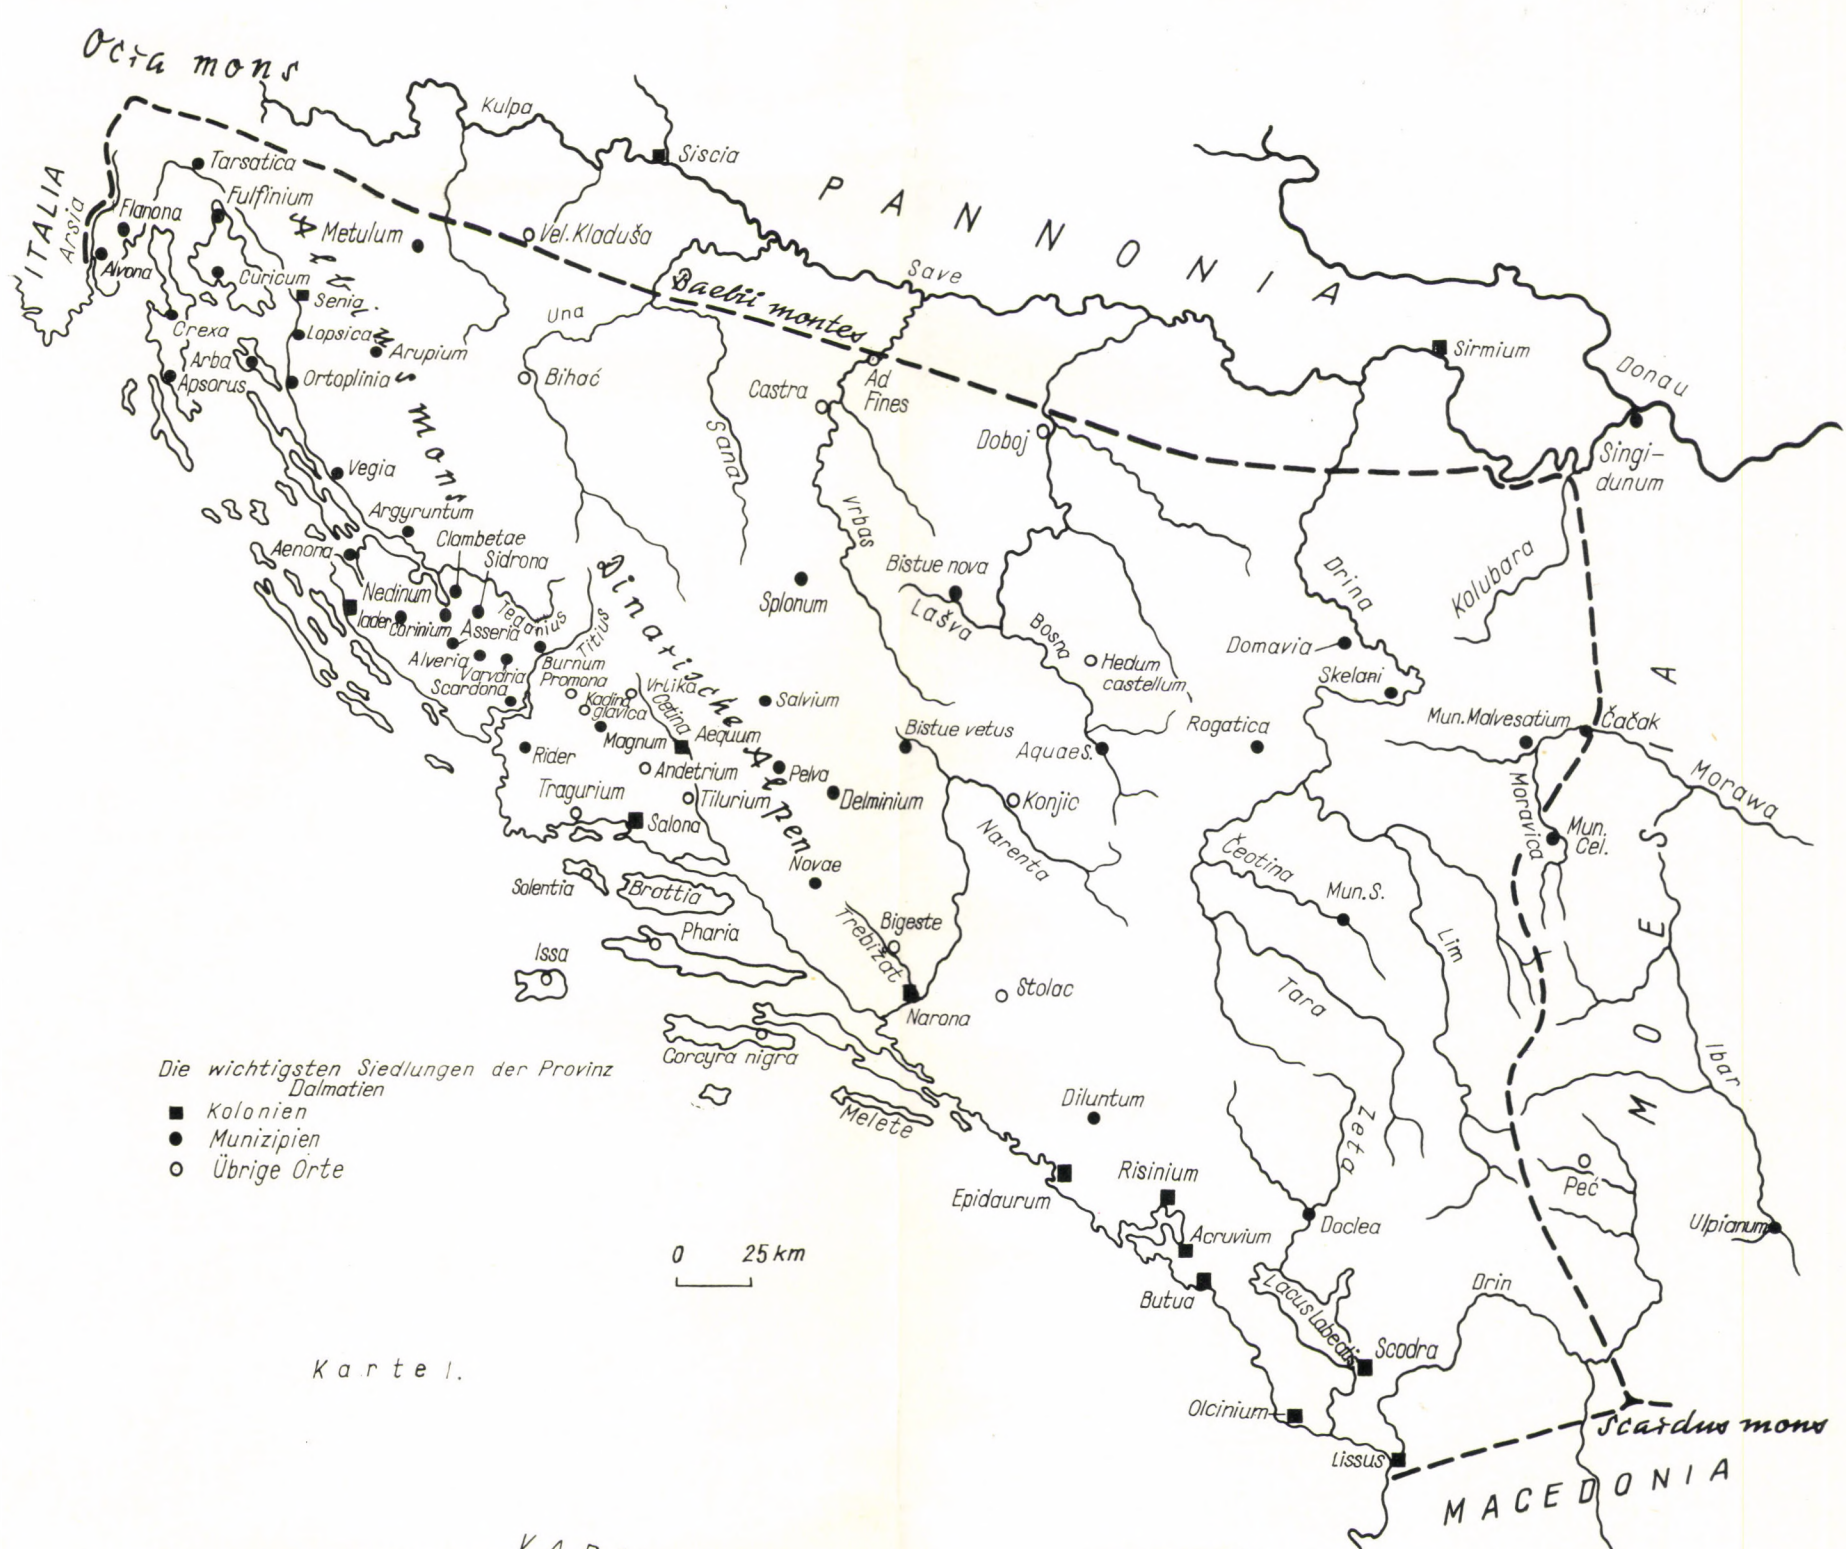 Ocra mons
Kulpa
Siscia
PANNONIA
ITALIA
Arsia
Tarsatica
Fulfinium
Flanona
Alvona
Metulum
Vel. Kladuša
Curicum
Senia
Albius mons
Crexa
Lopsica
Arupium
Arba
Apsorus
Ortoplinia
Una
Bihać
Baebii montes
Save
Castra
Ad
Fines
Doboj
Sana
Vrbas
Sirmium
Donau
Singi-
dunum
Vegia
Argyruntum
Clambetae
Sidrona
Aenona
Nedinum
Iader
Corinium
Asseria
Tedanius
Titius
Alveria
Varvaria
Scardona
Burnum
Promona
Kadina
glavica
Vrlika
Cetina
Dinarische Alpen
Splonum
Bistue nova
Lašva
Bosna
Hedum
castellum
Drina
Kolubara
Domavia
Skelani
Salvium
Bistue vetus
Aquae S.
Rogatica
Mun. Malvesatium
Čačak
Morawa
Moravica
Mun.
Cel.
MOESIA
Rider
Magnum
Aequum
Andetrium
Tragurium
Tilurium
Salona
Pelva
Delminium
Novae
Konjic
Narenta
Čeotina
Mun. S.
Lim
Tara
Ibar
Solentia
Brattia
Pharia
Issa
Trebižat
Bigeste
Stolac
Narona
Corcyra nigra
Melete
Diluntum
Zeta
Peć
Ulpianum
Risinium
Epidaurum
Acruvium
Doclea
Butua
Lacus Labeatis
Drin
Scodra
Olcinium
Lissus
Scardus mons
MACEDONIA
Die wichtigsten Siedlungen der Provinz
Dalmatien
Kolonien
Munizipien
Übrige Orte
0 25 km
Karte I.